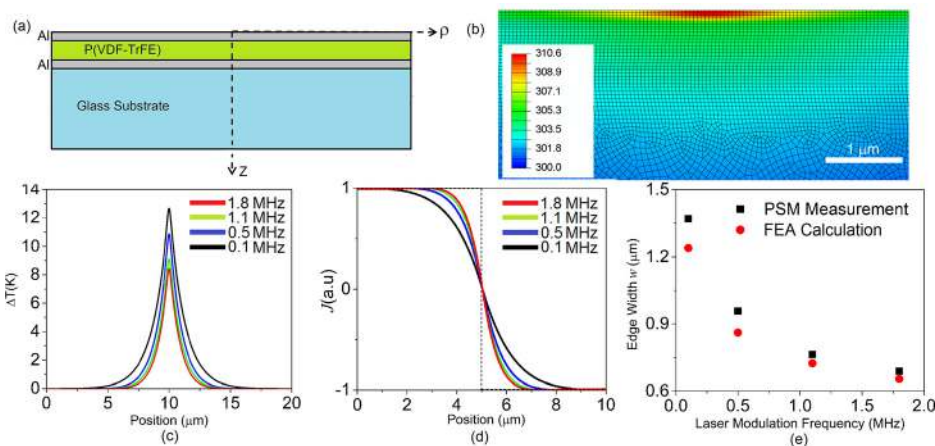 (a)
ρ
Al
P(VDF-TrFE)
Al
Glass Substrate
Z
(b)
310.6
308.9
307.1
305.3
303.5
301.8
300.0
1 μm
14
12
10
8
6
4
2
0
ΔT(K)
1.8 MHz
1.1 MHz
0.5 MHz
0.1 MHz
0 5 10 15 20
Position (μm)
(c)
1
0
-1
J(a.u)
1.8 MHz
1.1 MHz
0.5 MHz
0.1 MHz
0 2 4 6 8 10
Position (μm)
(d)
1.5
1.2
0.9
0.6
Edge Width w (μm)
PSM Measurement
FEA Calculation
0.0 0.5 1.0 1.5 2.0
Laser Modulation Frequency (MHz)
(e)